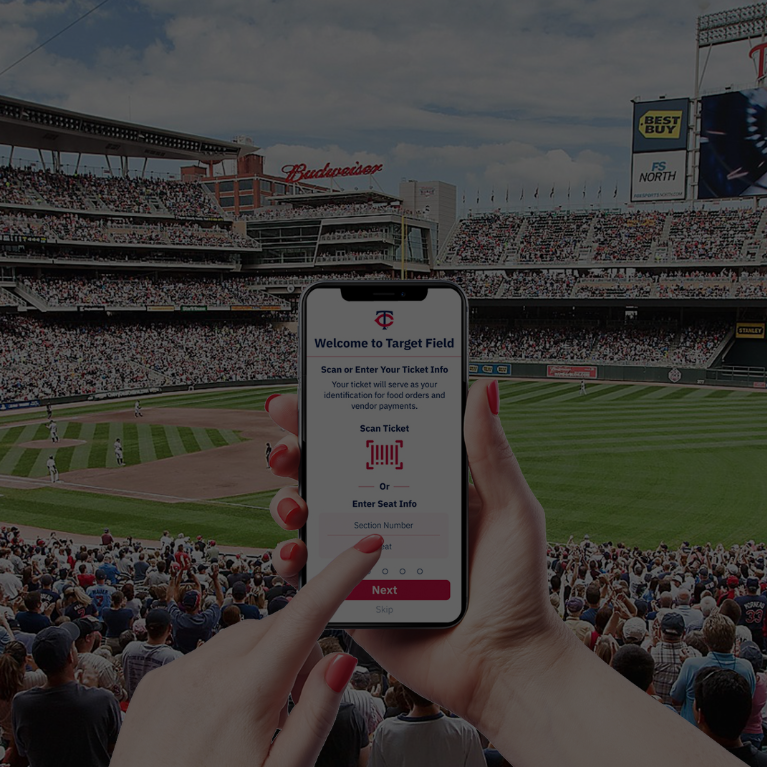 Budweiser
BEST
BUY
FS
NORTH
STANLEY
TC
Welcome to Target Field
Scan or Enter Your Ticket Info
Your ticket will serve as your
identification for food orders and
vendor payments.
Scan Ticket
Or
Enter Seat Info
Section Number
eat
Next
Skip